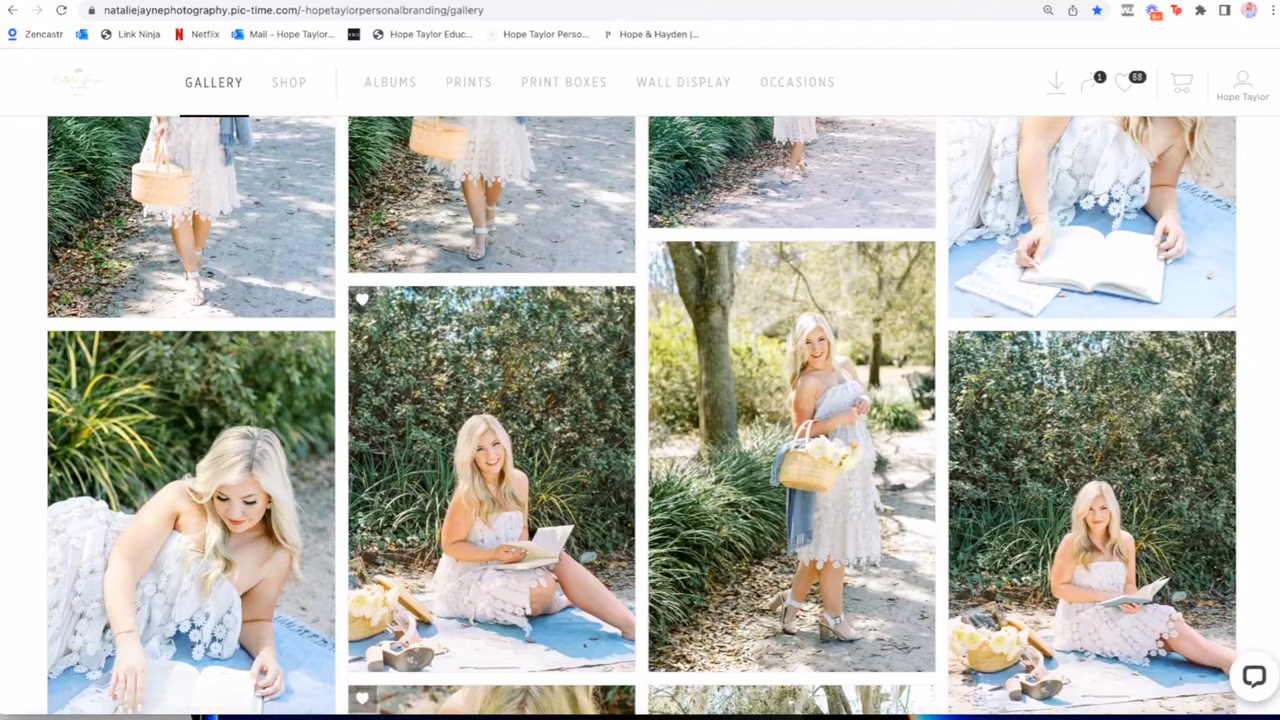 nataliejaynephotography.pic-time.com/-hopetaylorpersonalbranding/gallery
Zencastr Link Ninja Netflix Mail - Hope Taylor... Hope Taylor Educ... Hope Taylor Perso... P Hope & Hayden |...
GALLERY SHOP ALBUMS PRINTS PRINT BOXES WALL DISPLAY OCCASIONS 1 88
Hope Taylor